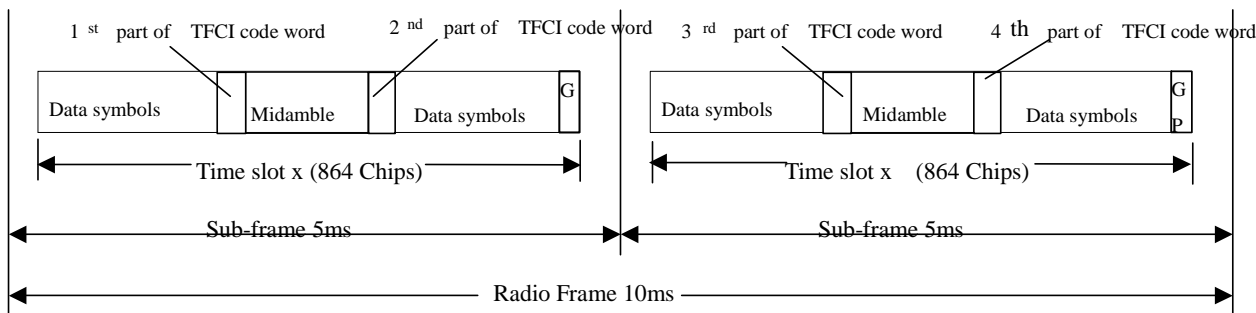 1 st part of TFCI code word
2 nd part of TFCI code word
3 rd part of TFCI code word
4 th part of TFCI code word
Data symbols
Midamble
Data symbols
G
Data symbols
Midamble
Data symbols
G
P
Time slot x (864 Chips)
Time slot x (864 Chips)
Sub-frame 5ms
Sub-frame 5ms
Radio Frame 10ms